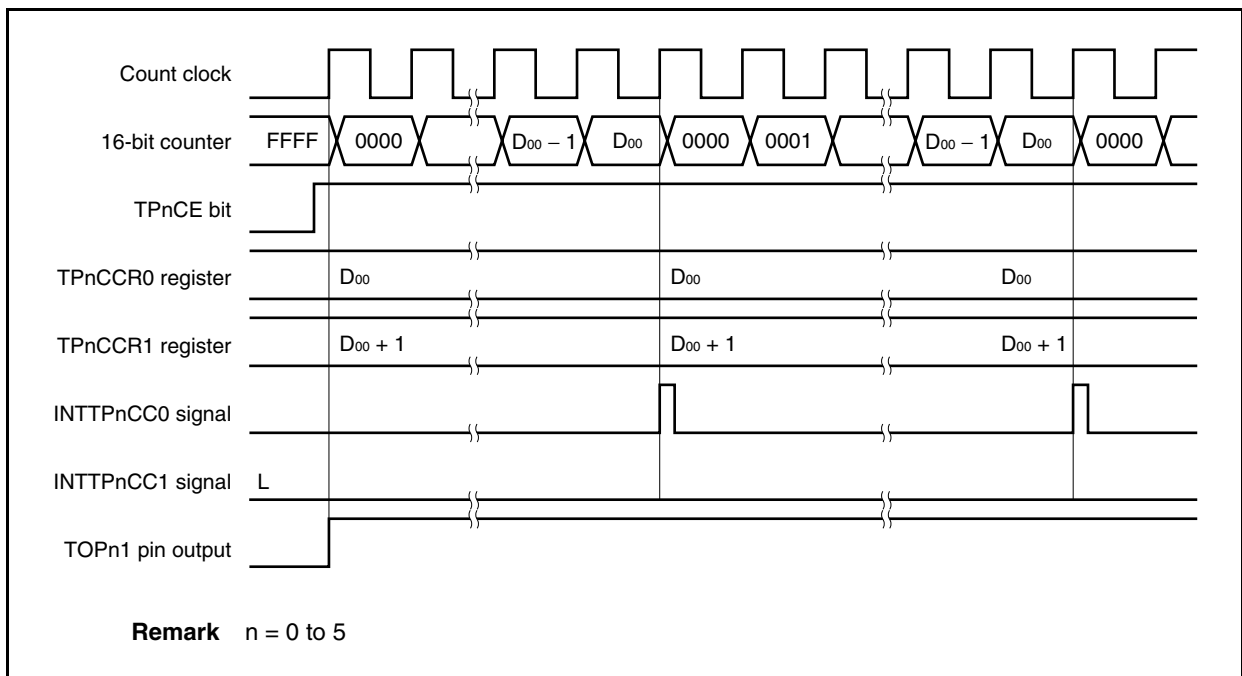 Count clock
16-bit counter FFFF 0000 D₀₀ − 1 D₀₀ 0000 0001 D₀₀ − 1 D₀₀ 0000
TPnCE bit
TPnCCR0 register D₀₀ D₀₀ D₀₀
TPnCCR1 register D₀₀ + 1 D₀₀ + 1 D₀₀ + 1
INTTPnCC0 signal
INTTPnCC1 signal L
TOPn1 pin output
Remark n = 0 to 5